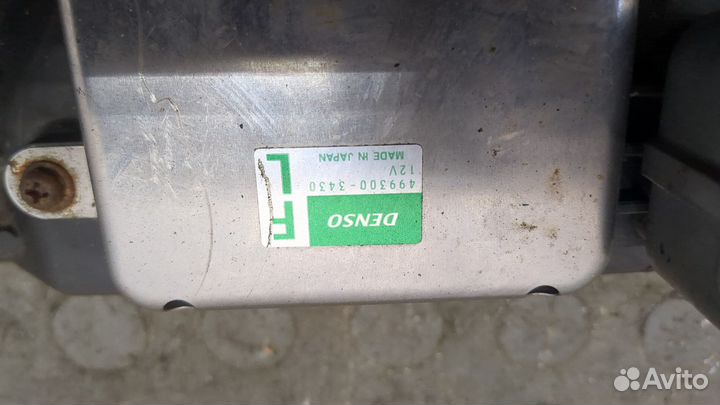 DENSO
499300-3430
12V
MADE IN JAPAN
Avito